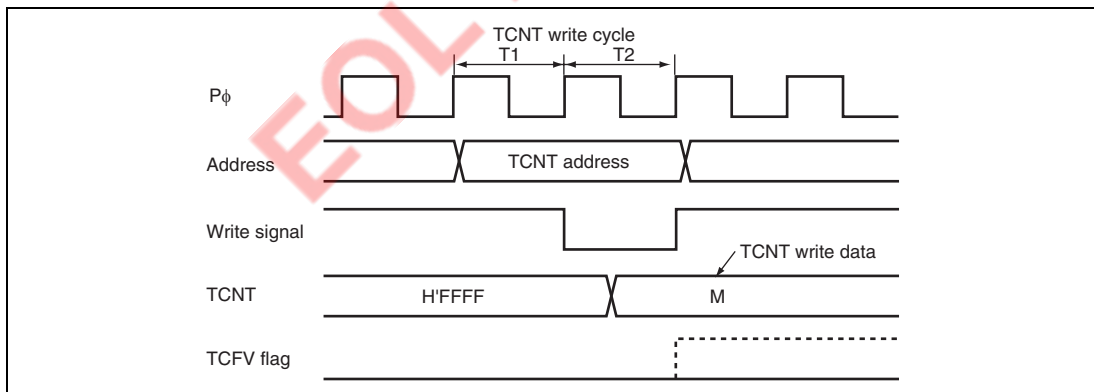 EOL
TCNT write cycle
T1 T2
Pϕ
Address
TCNT address
Write signal
TCNT write data
TCNT
H'FFFF
M
TCFV flag